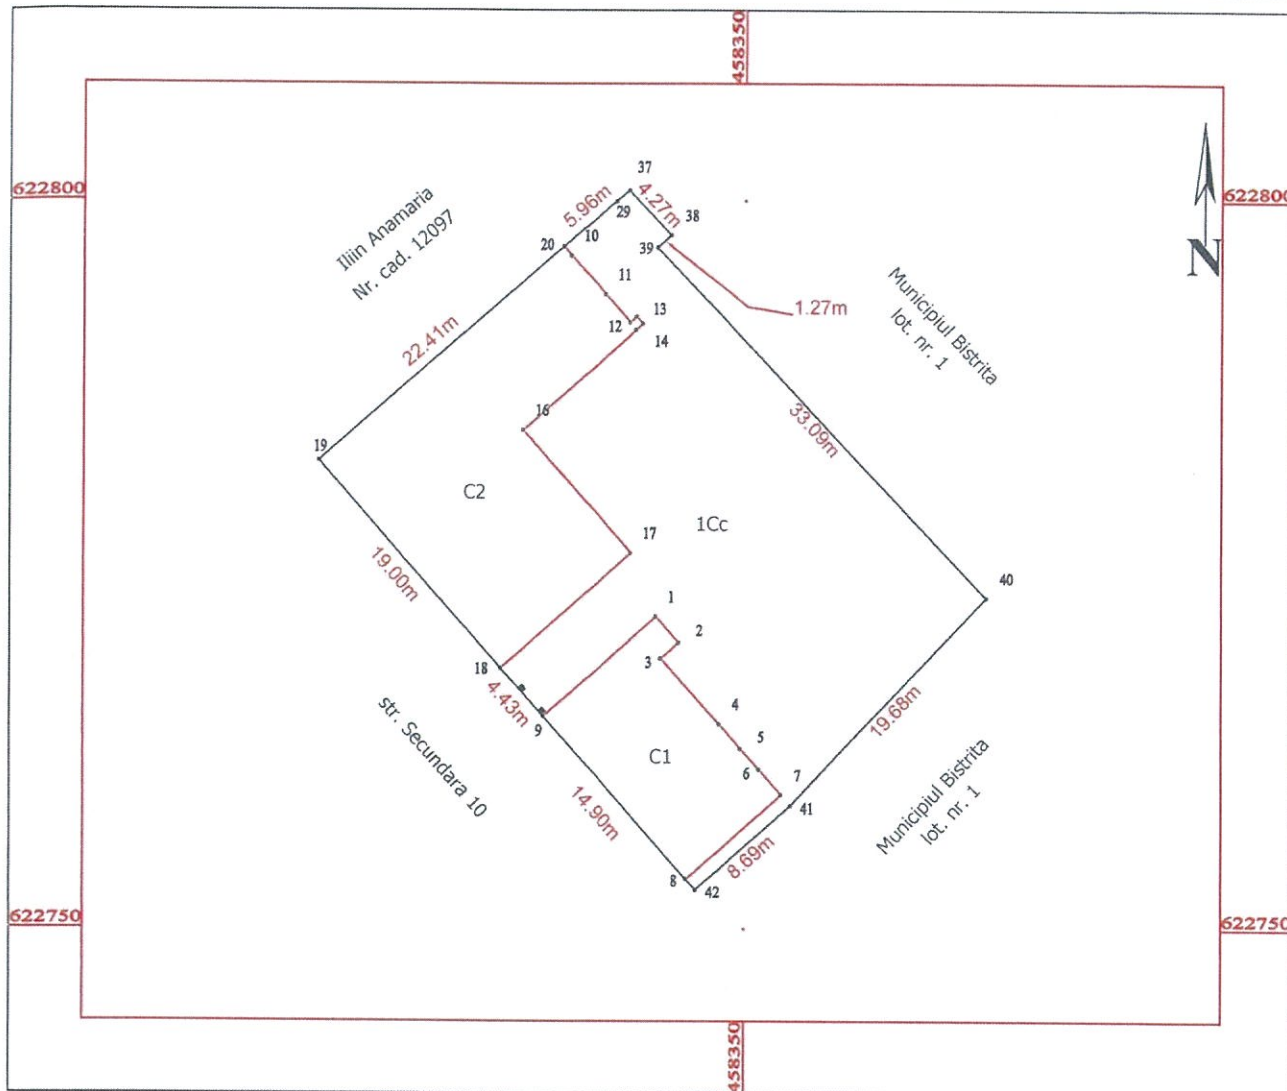 458350
622800
622800
37
4.27m
5.96m
29
38
Iliin Anamaria
Nr. cad. 12097
10
20
39
N
11
Municipiul Bistrita
lot. nr. 1
1.27m
13
12
14
22.41m
16
33.09m
19
C2
1Cc
17
19.00m
40
1
2
3
18
4.43m
4
19.68m
9
str. Secundara 10
5
C1
6
7
Municipiul Bistrita
lot. nr. 1
41
14.90m
8.69m
8
42
622750
622750
458350